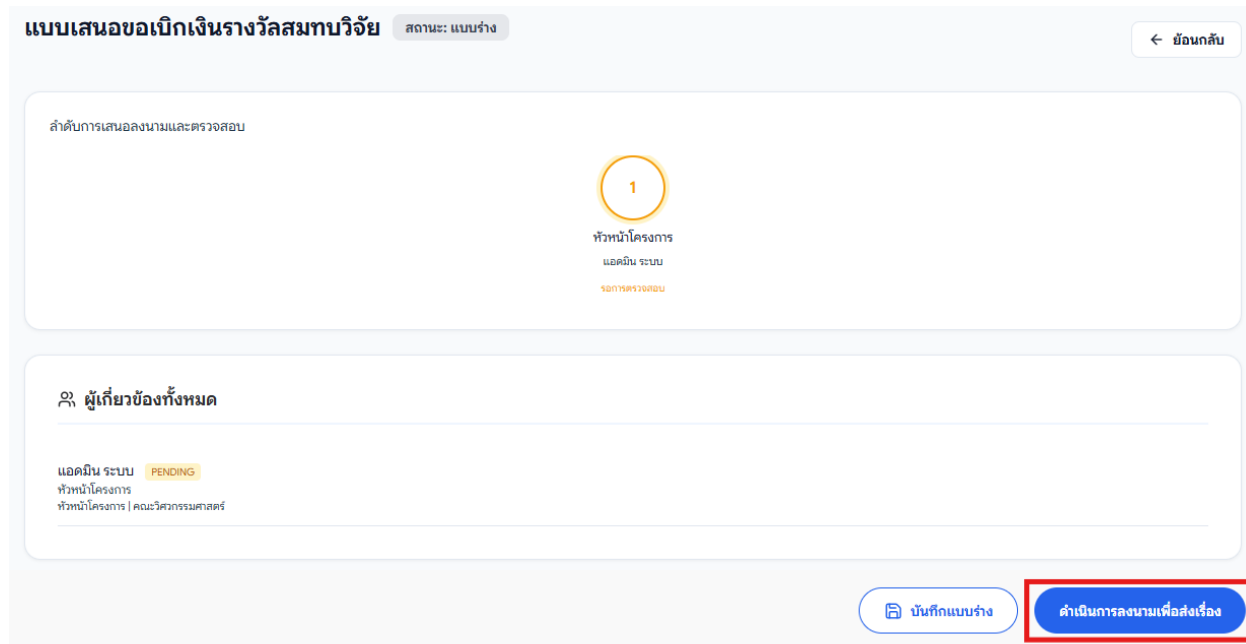 แบบเสนอขอเบิกเงินรางวัลสมทบวิจัย สถานะ: แบบร่าง
ย้อนกลับ
ลำดับการเสนอลงนามและตรวจสอบ
1
หัวหน้าโครงการ
แอดมิน ระบบ
รอการตรวจสอบ
ผู้เกี่ยวข้องทั้งหมด
แอดมิน ระบบ PENDING
หัวหน้าโครงการ
หัวหน้าโครงการ | คณะวิศวกรรมศาสตร์
บันทึกแบบร่าง
ดำเนินการลงนามเพื่อส่งเรื่อง